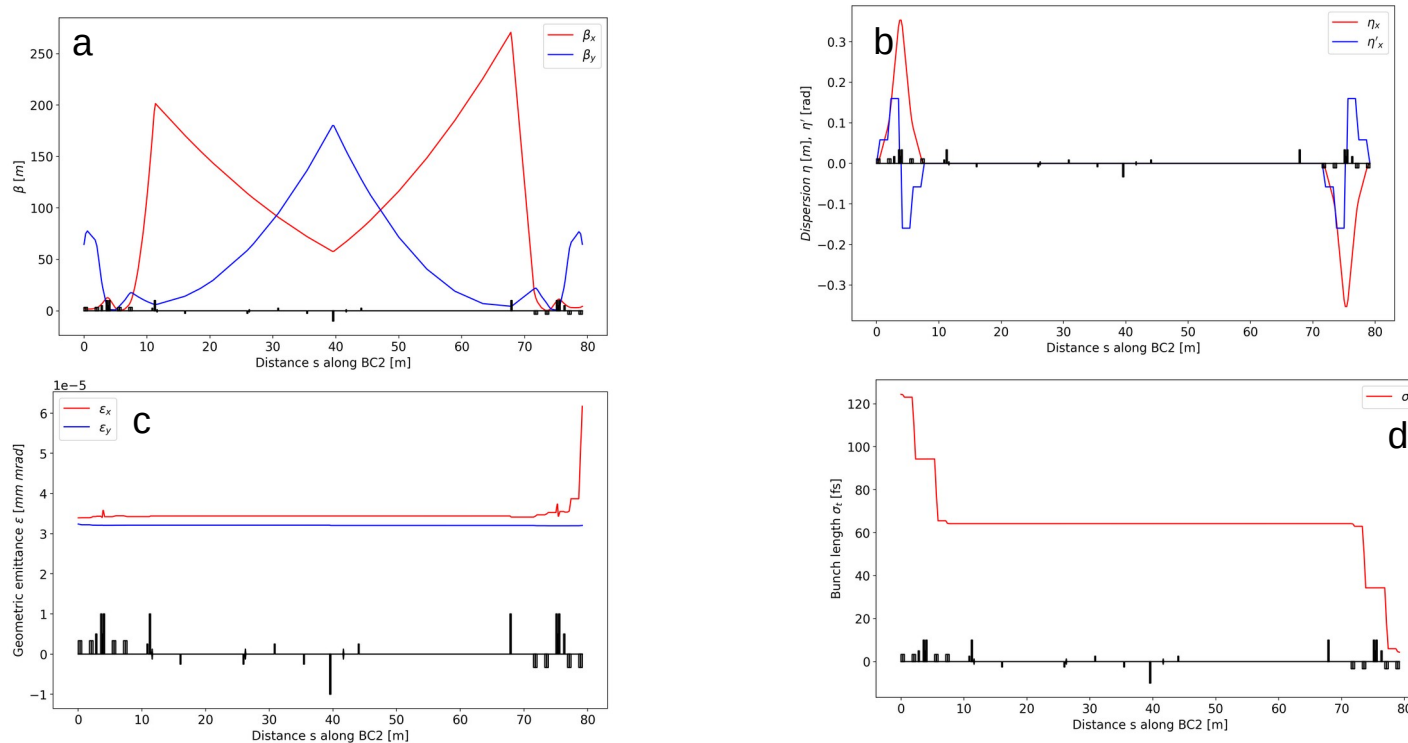 a
β [m]
250
200
150
100
50
0
βx
βy
0 10 20 30 40 50 60 70 80
Distance s along BC2 [m]
b
Dispersion η [m], η′ [rad]
0.3
0.2
0.1
0.0
−0.1
−0.2
−0.3
ηx
η′x
0 10 20 30 40 50 60 70 80
Distance s along BC2 [m]
c
1e−5
Geometric emittance ε [mm mrad]
6
5
4
3
2
1
0
−1
εx
εy
0 10 20 30 40 50 60 70 80
Distance s along BC2 [m]
d
Bunch length σt [fs]
120
100
80
60
40
20
0
σ
0 10 20 30 40 50 60 70 80
Distance s along BC2 [m]